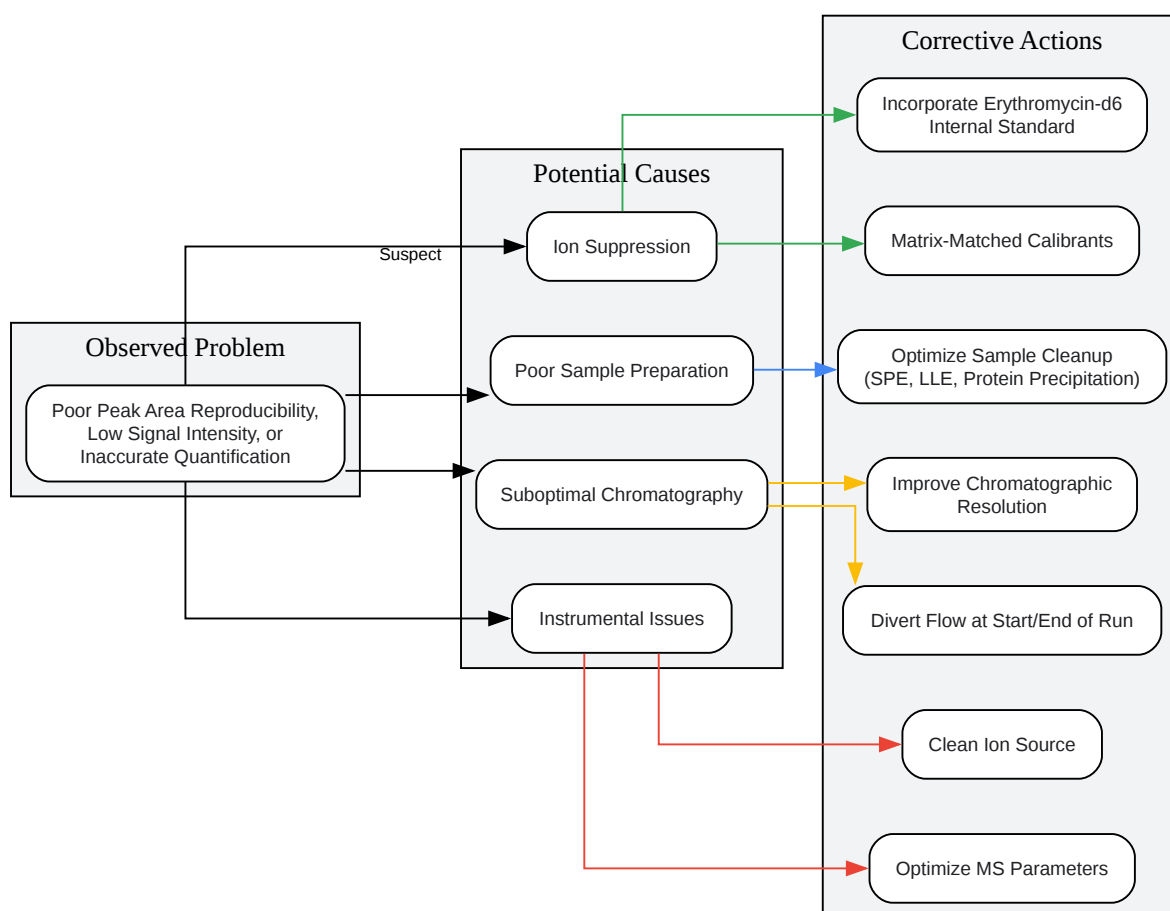 Observed Problem
Poor Peak Area Reproducibility,
Low Signal Intensity, or
Inaccurate Quantification
Suspect
Potential Causes
Ion Suppression
Poor Sample Preparation
Suboptimal Chromatography
Instrumental Issues
Corrective Actions
Incorporate Erythromycin-d6
Internal Standard
Matrix-Matched Calibrants
Optimize Sample Cleanup
(SPE, LLE, Protein Precipitation)
Improve Chromatographic
Resolution
Divert Flow at Start/End of Run
Clean Ion Source
Optimize MS Parameters